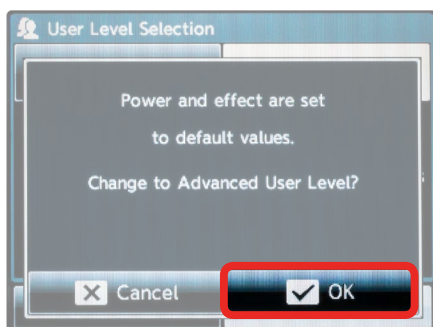 User Level Selection
Power and effect are set
to default values.
Change to Advanced User Level?
Cancel
OK